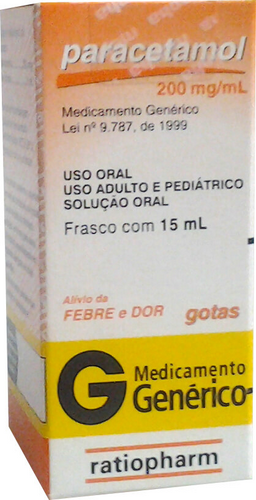 paracetamol
200 mg/mL
Medicamento Genérico
Lei nº 9.787, de 1999
USO ORAL
USO ADULTO E PEDIÁTRICO
SOLUÇÃO ORAL
Frasco com 15 mL
Alívio da
FEBRE e DOR gotas
G Medicamento
Genérico
ratiopharm